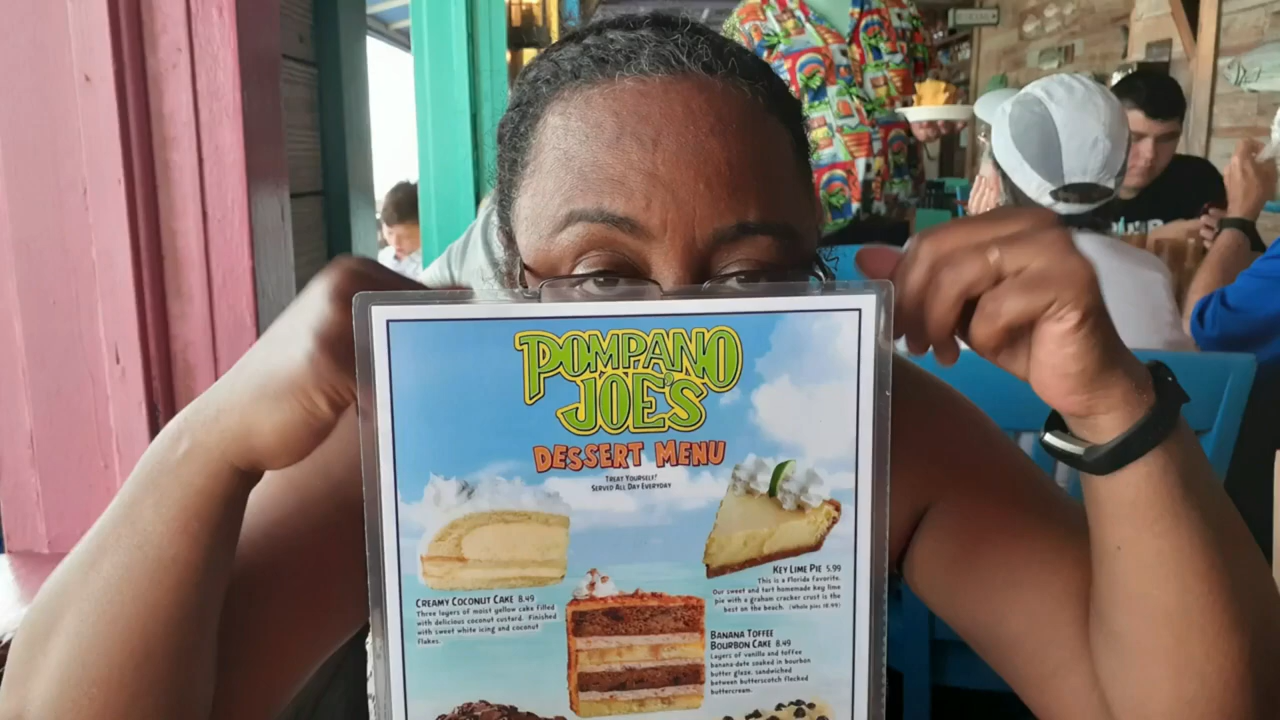 POMPANO
JOE'S
DESSERT MENU
TREAT YOURSELF!
SERVED ALL DAY EVERYDAY
CREAMY COCONUT CAKE 8.49
Three layers of moist yellow cake filled
with delicious coconut custard. Finished
with sweet white icing and coconut
flakes.
KEY LIME PIE 5.99
This is a Florida favorite.
Our sweet and tart homemade key lime
pie with a graham cracker crust is the
best on the beach. (Whole pies 18.99)
BANANA TOFFEE
BOURBON CAKE 8.49
Layers of vanilla and toffee
banana-date soaked in bourbon
butter glaze, sandwiched
between butterscotch flecked
buttercream.